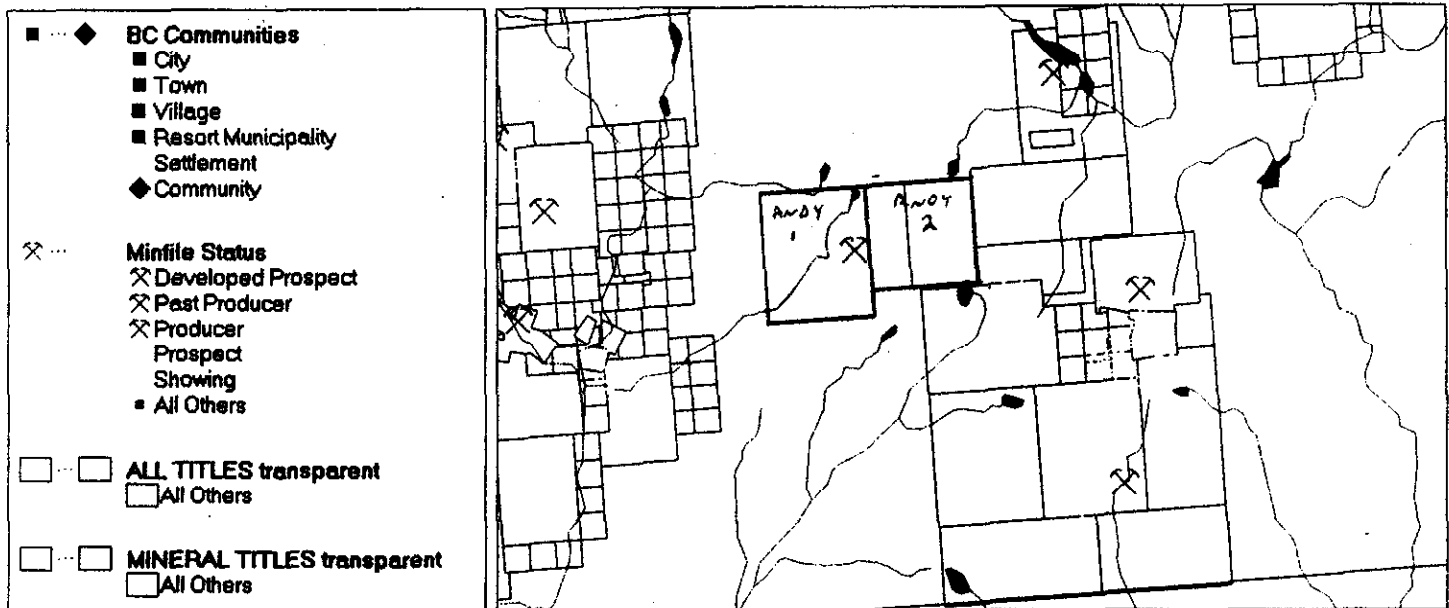 BC Communities
City
Town
Village
Resort Municipality
Settlement
Community
Minfile Status
Developed Prospect
Past Producer
Producer
Prospect
Showing
All Others
ALL TITLES transparent
All Others
MINERAL TITLES transparent
All Others
ANDY
1
ANDY
2